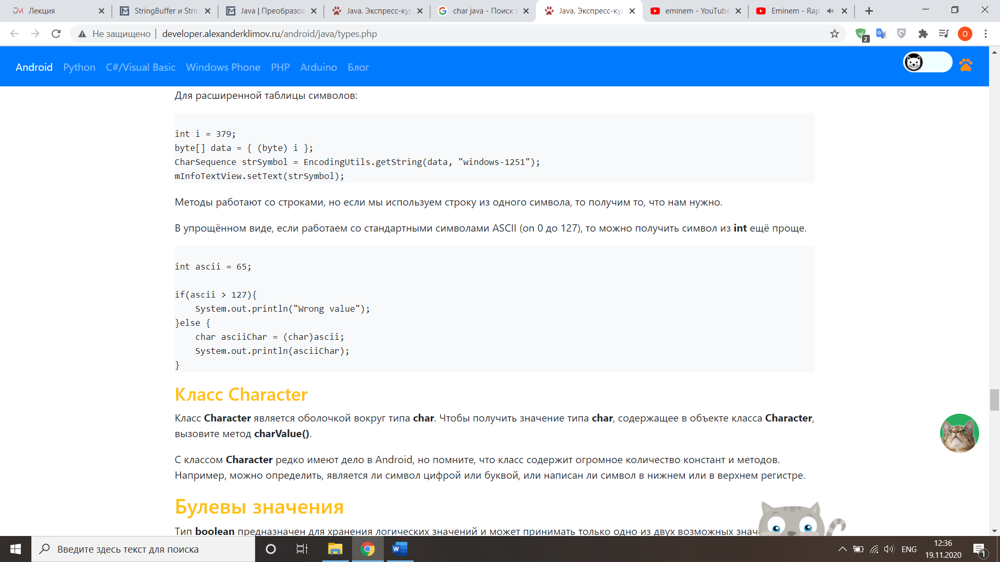 Лекция
StringBuffer и Strin
Java | Преобразов
Java. Экспресс-кур
char java - Поиск в
Java. Экспресс-кур
eminem - YouTube
Eminem - Rap
Не защищено
developer.alexanderklimov.ru/android/java/types.php
2
O
Android Python C#/Visual Basic Windows Phone PHP Arduino Блог
Для расширенной таблицы символов:
int i = 379;
byte[] data = { (byte) i };
CharSequence strSymbol = EncodingUtils.getString(data, "windows-1251");
mInfoTextView.setText(strSymbol);
Методы работают со строками, но если мы используем строку из одного символа, то получим то, что нам нужно.
В упрощённом виде, если работаем со стандартными символами ASCII (on 0 до 127), то можно получить символ из int ещё проще.
int ascii = 65;
if(ascii > 127){
    System.out.println("Wrong value");
}else {
    char asciiChar = (char)ascii;
    System.out.println(asciiChar);
}
Класс Character
Класс Character является оболочкой вокруг типа char. Чтобы получить значение типа char, содержащее в объекте класса Character,
вызовите метод charValue().
С классом Character редко имеют дело в Android, но помните, что класс содержит огромное количество констант и методов.
Например, можно определить, является ли символ цифрой или буквой, или написан ли символ в нижнем или в верхнем регистре.
Булевы значения
Тип boolean предназначен для хранения логических значений и может принимать только одно из двух возможных знач
Введите здесь текст для поиска
ENG
12:36
19.11.2020
1